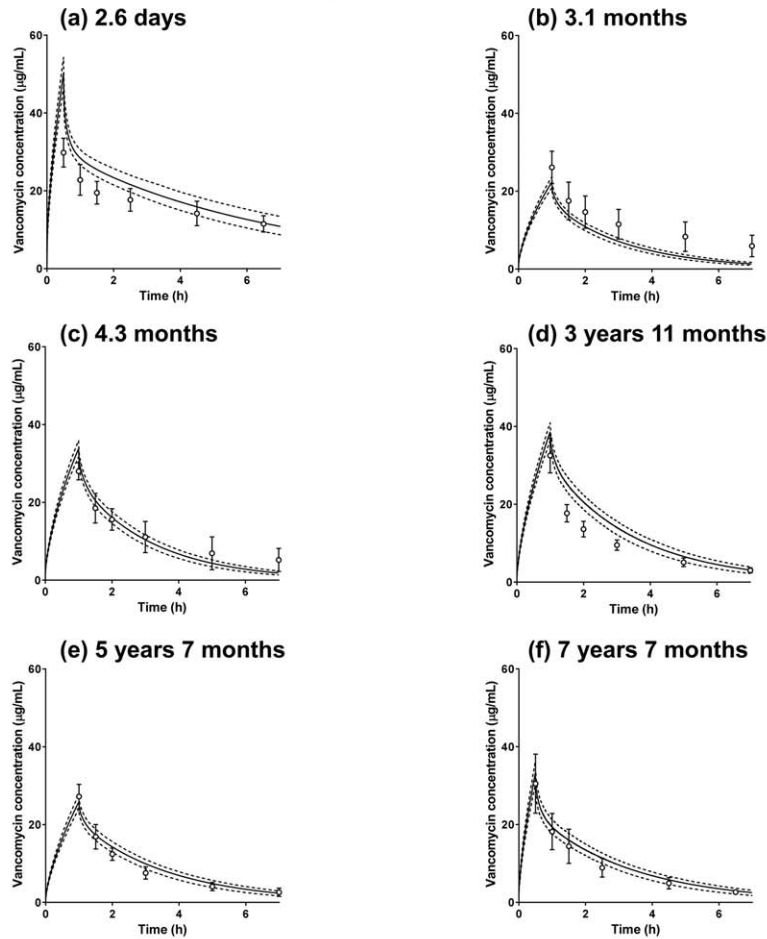 (a) 2.6 days
Vancomycin concentration (µg/mL)
60
40
20
0
0 2 4 6
Time (h)
(b) 3.1 months
Vancomycin concentration (µg/mL)
60
40
20
0
0 2 4 6
Time (h)
(c) 4.3 months
Vancomycin concentration (µg/mL)
60
40
20
0
0 2 4 6
Time (h)
(d) 3 years 11 months
Vancomycin concentration (µg/mL)
60
40
20
0
0 2 4 6
Time (h)
(e) 5 years 7 months
Vancomycin concentration (µg/mL)
60
40
20
0
0 2 4 6
Time (h)
(f) 7 years 7 months
Vancomycin concentration (µg/mL)
60
40
20
0
0 2 4 6
Time (h)